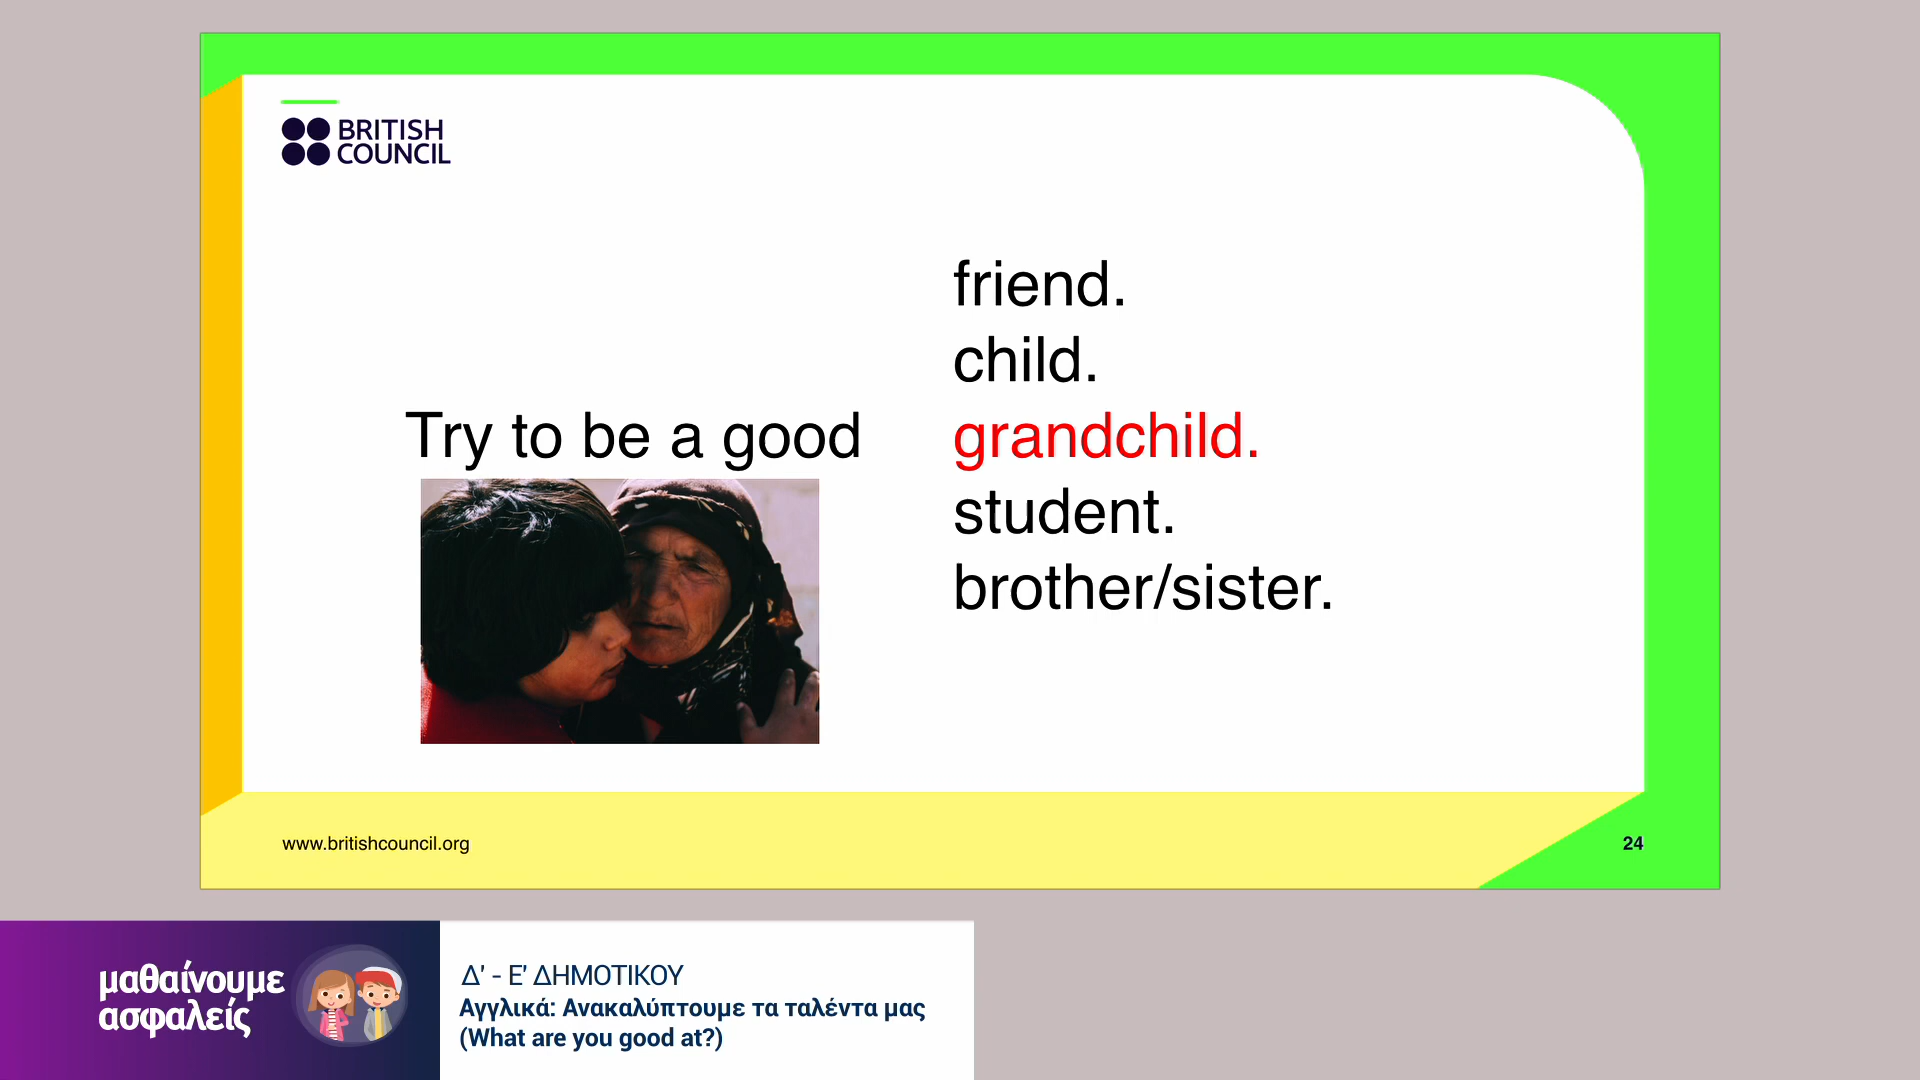 BRITISH
COUNCIL
Try to be a good
friend.
child.
grandchild.
student.
brother/sister.
www.britishcouncil.org
24
μαθαίνουμε
ασφαλείς
Δ' - Ε' ΔΗΜΟΤΙΚΟΥ
Αγγλικά: Ανακαλύπτουμε τα ταλέντα μας
(What are you good at?)